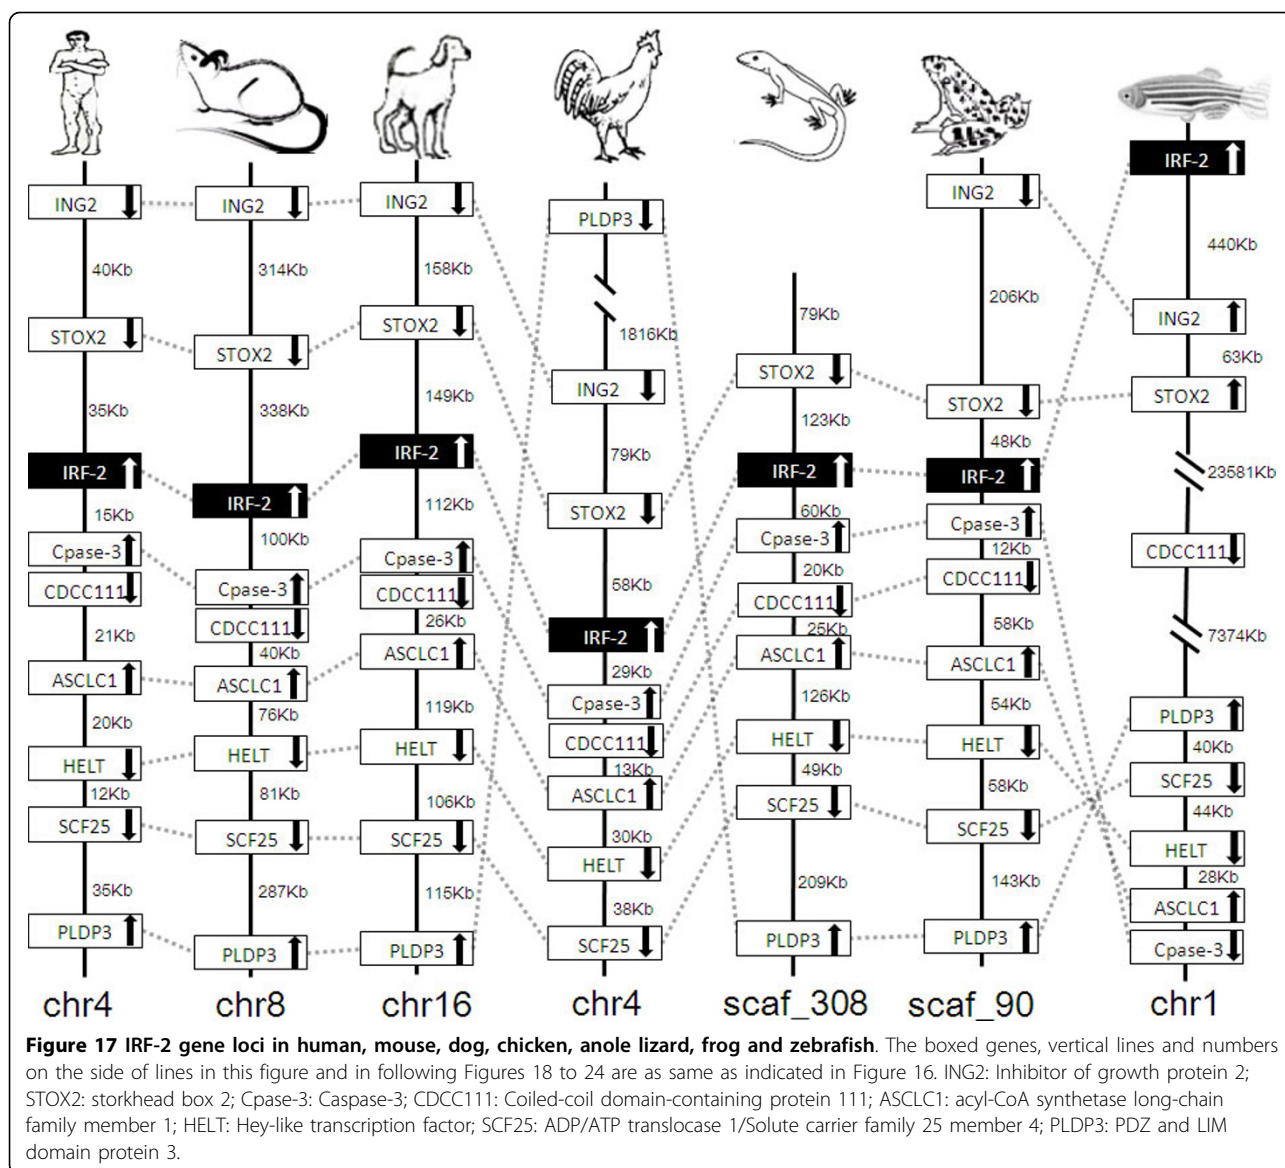 ING2
40Kb
STOX2
35Kb
IRF-2
15Kb
Cpase-3
CDCC111
21Kb
ASCLC1
20Kb
HELT
12Kb
SCF25
35Kb
PLDP3
chr4
ING2
314Kb
STOX2
338Kb
IRF-2
100Kb
Cpase-3
CDCC111
40Kb
ASCLC1
76Kb
HELT
81Kb
SCF25
287Kb
PLDP3
chr8
ING2
158Kb
STOX2
149Kb
IRF-2
112Kb
Cpase-3
CDCC111
26Kb
ASCLC1
119Kb
HELT
106Kb
SCF25
115Kb
PLDP3
chr16
PLDP3
1816Kb
ING2
79Kb
STOX2
58Kb
IRF-2
29Kb
Cpase-3
CDCC111
13Kb
ASCLC1
30Kb
HELT
38Kb
SCF25
chr4
79Kb
STOX2
123Kb
IRF-2
60Kb
Cpase-3
20Kb
CDCC111
25Kb
ASCLC1
126Kb
HELT
49Kb
SCF25
209Kb
PLDP3
scaf_308
ING2
206Kb
STOX2
48Kb
IRF-2
Cpase-3
12Kb
CDCC111
58Kb
ASCLC1
54Kb
HELT
58Kb
SCF25
143Kb
PLDP3
scaf_90
IRF-2
440Kb
ING2
63Kb
STOX2
23581Kb
CDCC111
7374Kb
PLDP3
40Kb
SCF25
44Kb
HELT
28Kb
ASCLC1
Cpase-3
chr1
Figure 17 IRF-2 gene loci in human, mouse, dog, chicken, anole lizard, frog and zebrafish. The boxed genes, vertical lines and numbers
on the side of lines in this figure and in following Figures 18 to 24 are as same as indicated in Figure 16. ING2: Inhibitor of growth protein 2;
STOX2: storkhead box 2; Cpase-3: Caspase-3; CDCC111: Coiled-coil domain-containing protein 111; ASCLC1: acyl-CoA synthetase long-chain
family member 1; HELT: Hey-like transcription factor; SCF25: ADP/ATP translocase 1/Solute carrier family 25 member 4; PLDP3: PDZ and LIM
domain protein 3.